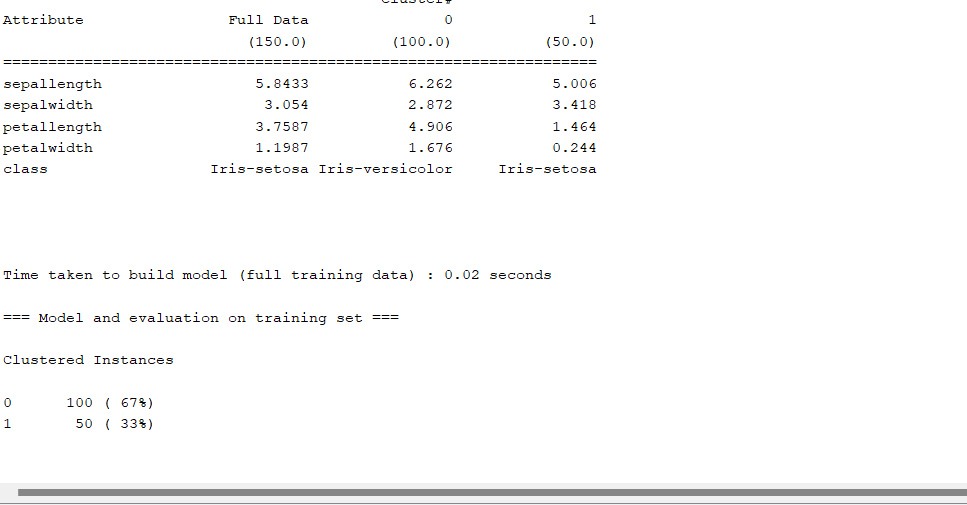 Cluster#
Attribute Full Data 0 1
(150.0) (100.0) (50.0)
==================================================================
sepallength 5.8433 6.262 5.006
sepalwidth 3.054 2.872 3.418
petallength 3.7587 4.906 1.464
petalwidth 1.1987 1.676 0.244
class Iris-setosa Iris-versicolor Iris-setosa
Time taken to build model (full training data) : 0.02 seconds
=== Model and evaluation on training set ===
Clustered Instances
0 100 ( 67%)
1 50 ( 33%)